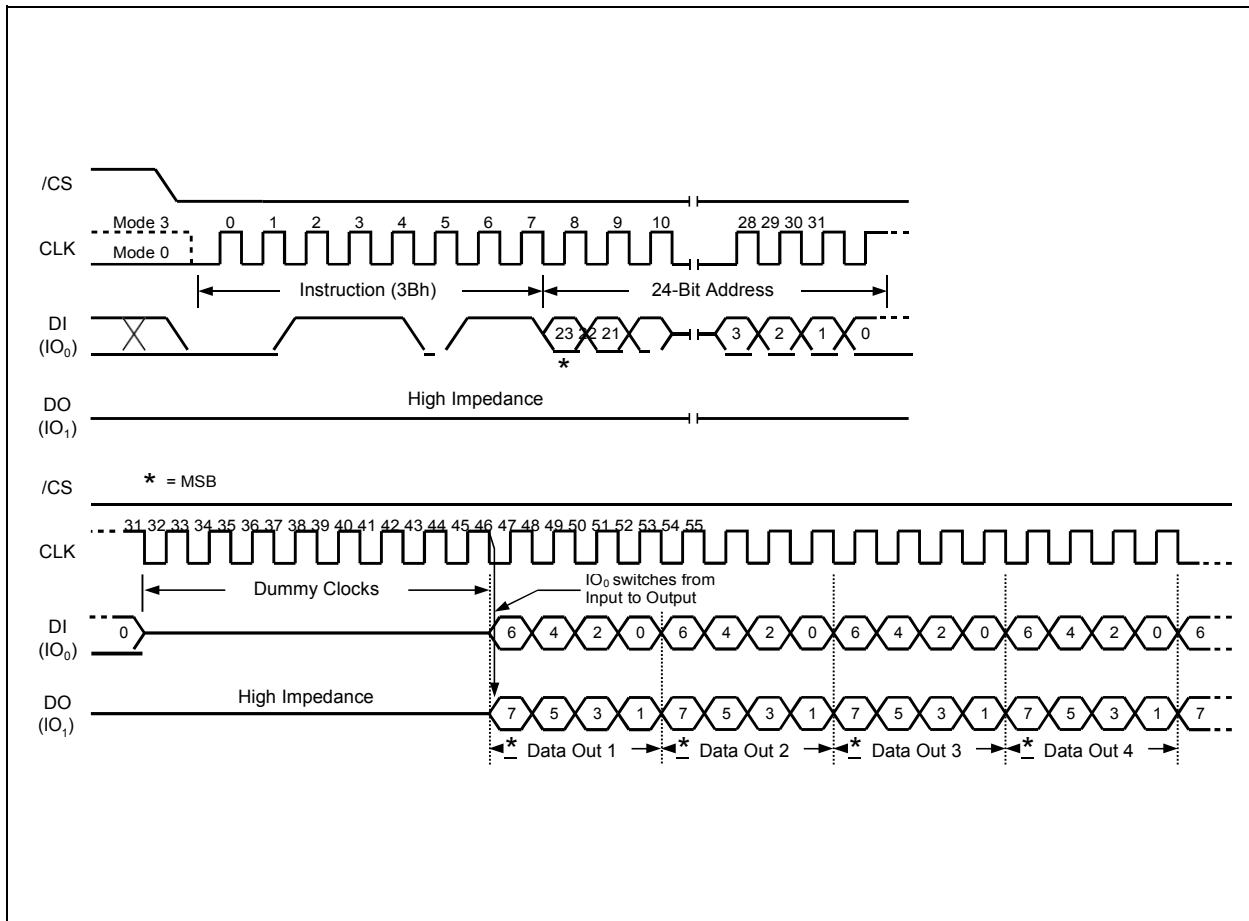 /CS
Mode 3 0 1 2 3 4 5 6 7 8 9 10 28 29 30 31
CLK Mode 0
Instruction (3Bh) 24-Bit Address
DI
(IO0) 23 22 21 3 2 1 0
*
High Impedance
DO
(IO1)
* = MSB
/CS
31 32 33 34 35 36 37 38 39 40 41 42 43 44 45 46 47 48 49 50 51 52 53 54 55
CLK
Dummy Clocks
IO0 switches from
Input to Output
DI
(IO0) 0 6 4 2 0 6 4 2 0 6 4 2 0 6 4 2 0 6
High Impedance
DO
(IO1) 7 5 3 1 7 5 3 1 7 5 3 1 7 5 3 1 7
* Data Out 1 * Data Out 2 * Data Out 3 * Data Out 4